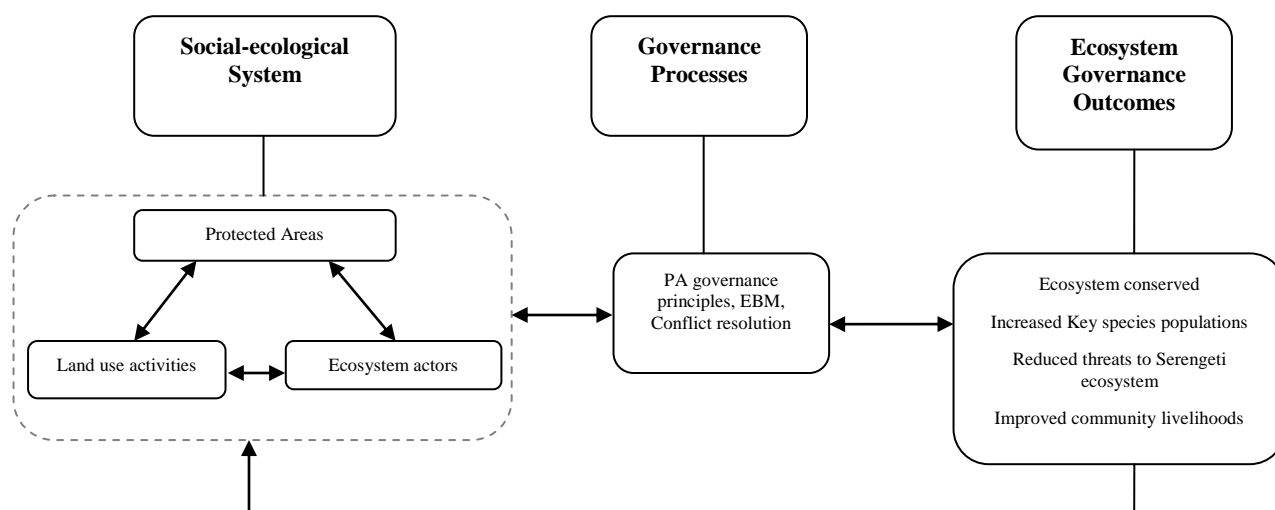 Social-ecological
System
Governance
Processes
Ecosystem
Governance
Outcomes
Protected Areas
Land use activities
Ecosystem actors
PA governance
principles, EBM,
Conflict resolution
Ecosystem conserved
Increased Key species populations
Reduced threats to Serengeti
ecosystem
Improved community livelihoods